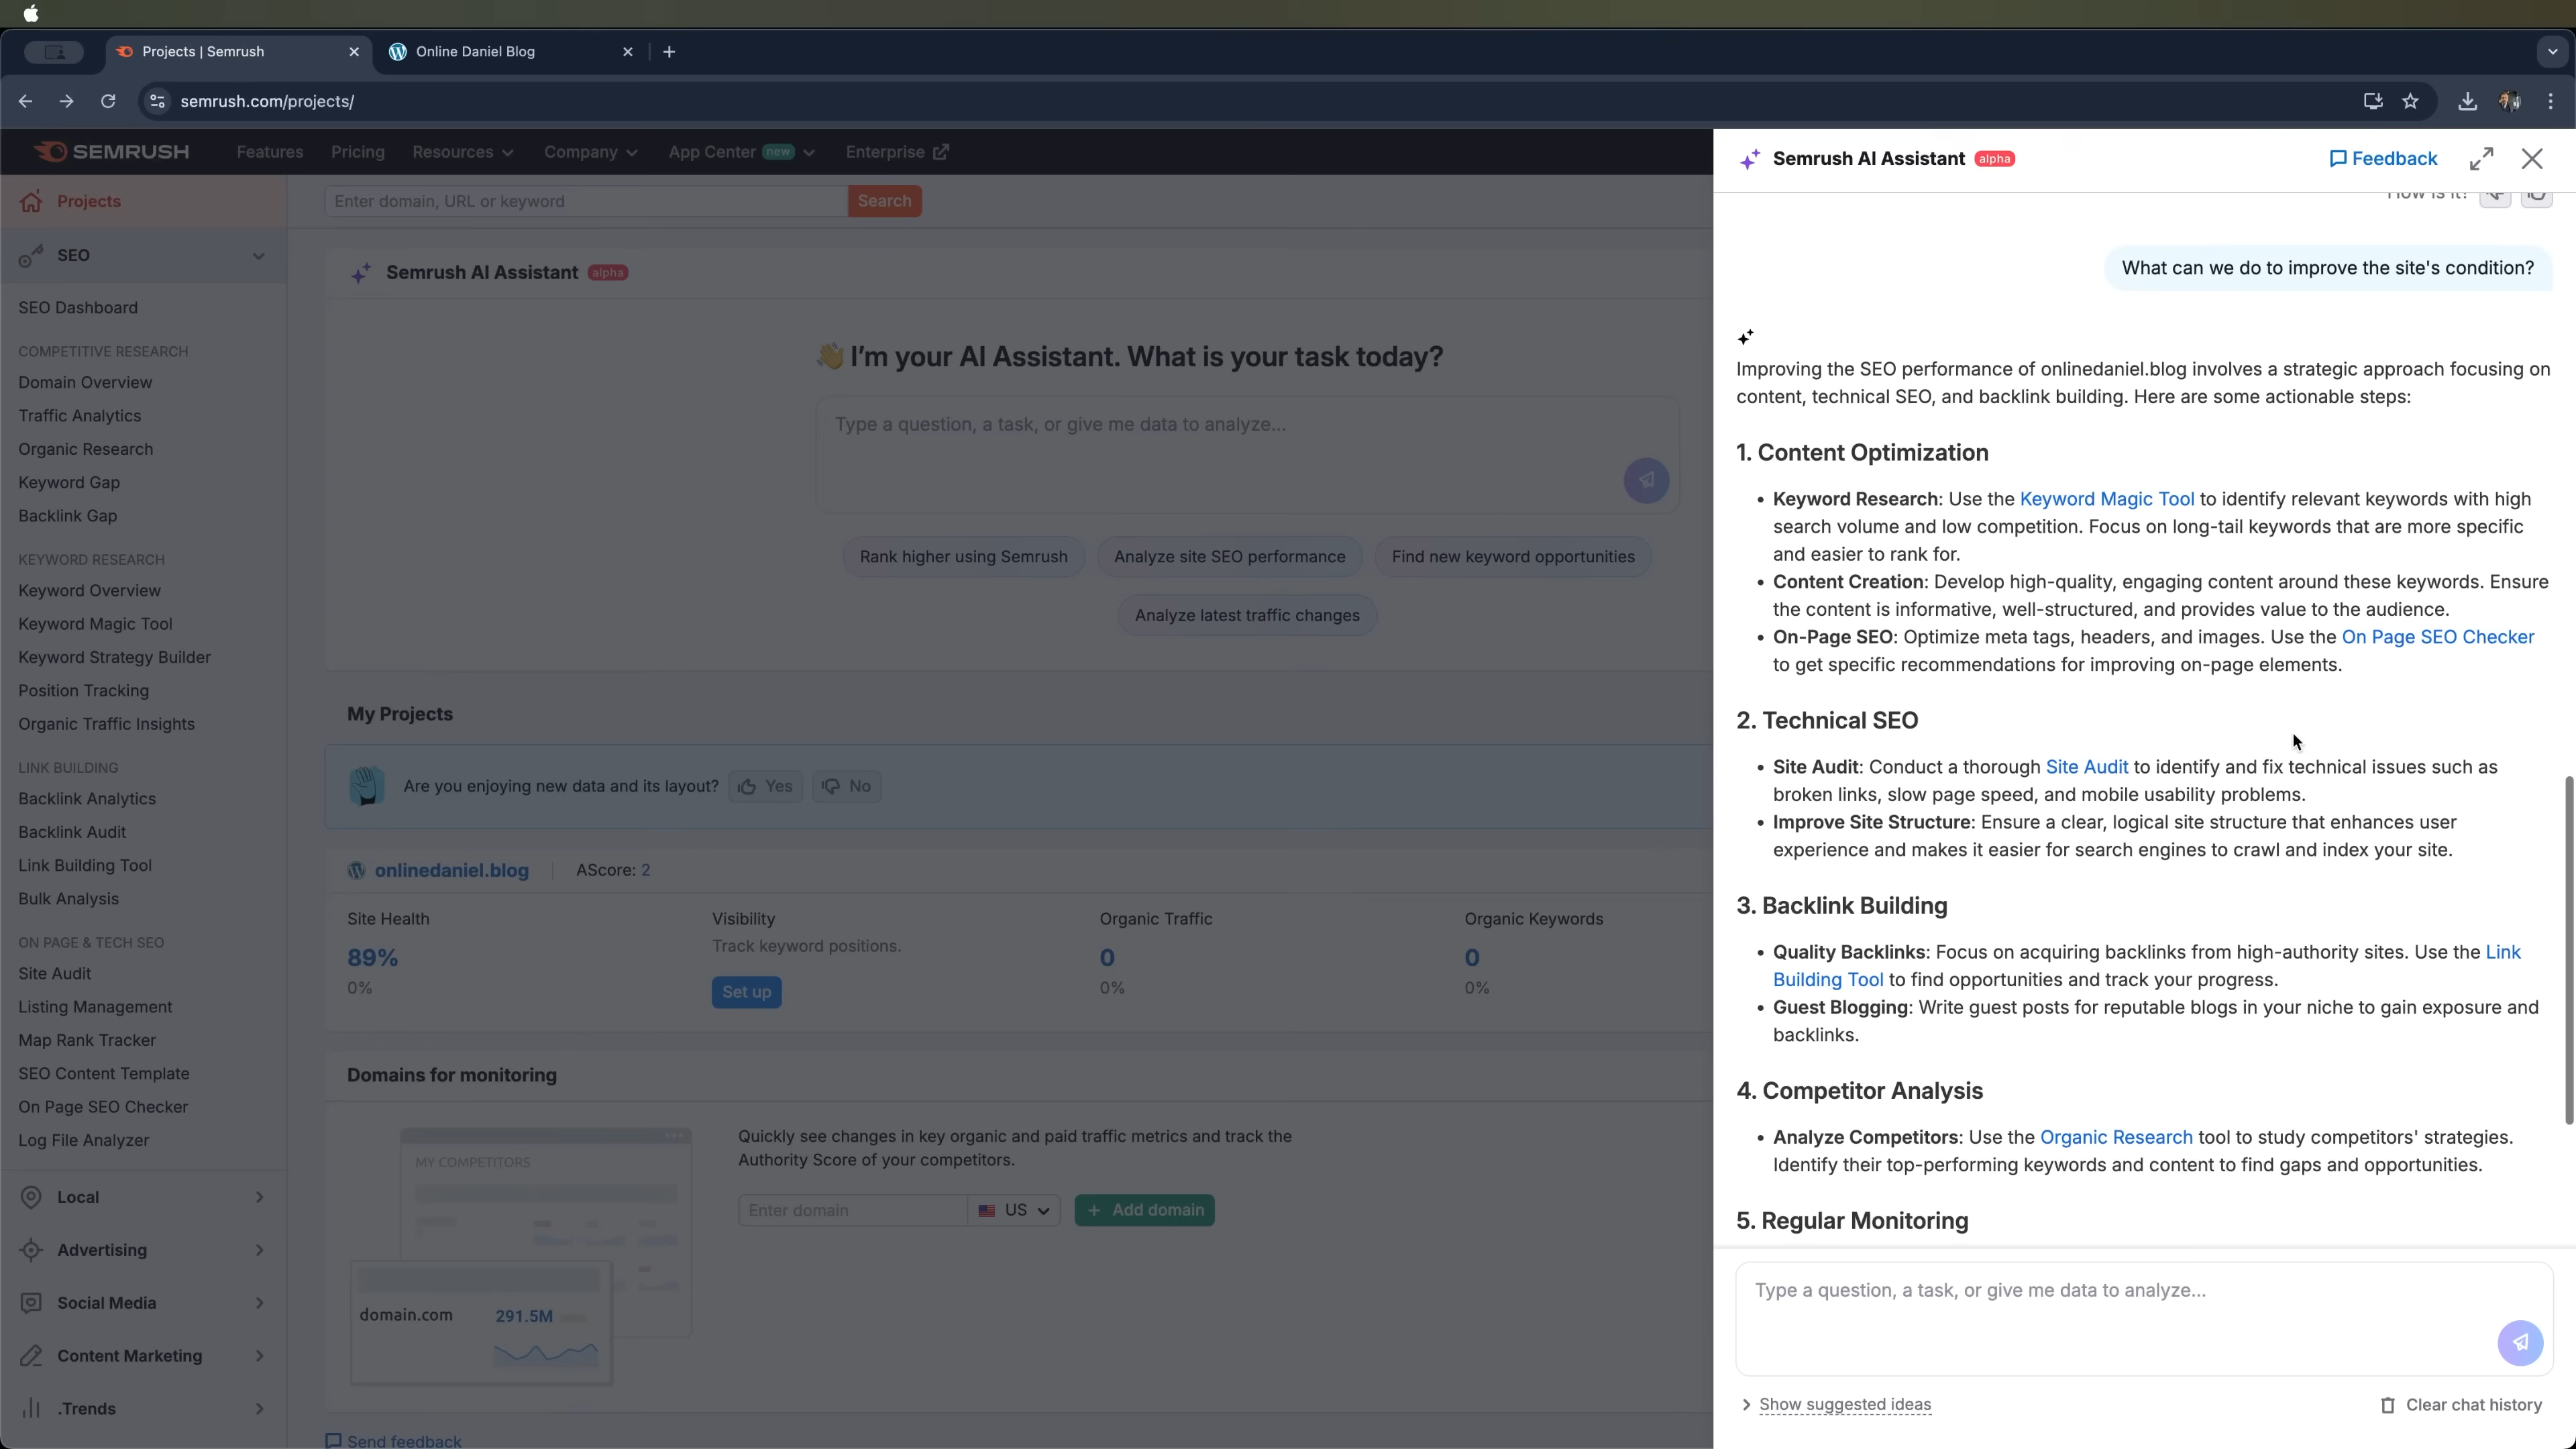 Projects | Semrush
Online Daniel Blog
semrush.com/projects/
SEMRUSH
Features
Pricing
Resources
Company
App Center new
Enterprise
Projects
SEO
SEO Dashboard
COMPETITIVE RESEARCH
Domain Overview
Traffic Analytics
Organic Research
Keyword Gap
Backlink Gap
KEYWORD RESEARCH
Keyword Overview
Keyword Magic Tool
Keyword Strategy Builder
Position Tracking
Organic Traffic Insights
LINK BUILDING
Backlink Analytics
Backlink Audit
Link Building Tool
Bulk Analysis
ON PAGE & TECH SEO
Site Audit
Listing Management
Map Rank Tracker
SEO Content Template
On Page SEO Checker
Log File Analyzer
Local
Advertising
Social Media
Content Marketing
.Trends
Enter domain, URL or keyword
Search
Semrush AI Assistant alpha
👋 I'm your AI Assistant. What is your task today?
Type a question, a task, or give me data to analyze...
Rank higher using Semrush
Analyze site SEO performance
Find new keyword opportunities
Analyze latest traffic changes
My Projects
Are you enjoying new data and its layout?
Yes
No
onlinedaniel.blog
AScore: 2
Site Health
89%
0%
Visibility
Track keyword positions.
Set up
Organic Traffic
0
0%
Organic Keywords
0
0%
Domains for monitoring
MY COMPETITORS
domain.com
291.5M
Quickly see changes in key organic and paid traffic metrics and track the
Authority Score of your competitors.
Enter domain
US
+ Add domain
Send feedback
Semrush AI Assistant alpha
Feedback
How is it?
What can we do to improve the site's condition?
Improving the SEO performance of onlinedaniel.blog involves a strategic approach focusing on
content, technical SEO, and backlink building. Here are some actionable steps:
1. Content Optimization
• Keyword Research: Use the Keyword Magic Tool to identify relevant keywords with high
search volume and low competition. Focus on long-tail keywords that are more specific
and easier to rank for.
• Content Creation: Develop high-quality, engaging content around these keywords. Ensure
the content is informative, well-structured, and provides value to the audience.
• On-Page SEO: Optimize meta tags, headers, and images. Use the On Page SEO Checker
to get specific recommendations for improving on-page elements.
2. Technical SEO
• Site Audit: Conduct a thorough Site Audit to identify and fix technical issues such as
broken links, slow page speed, and mobile usability problems.
• Improve Site Structure: Ensure a clear, logical site structure that enhances user
experience and makes it easier for search engines to crawl and index your site.
3. Backlink Building
• Quality Backlinks: Focus on acquiring backlinks from high-authority sites. Use the Link
Building Tool to find opportunities and track your progress.
• Guest Blogging: Write guest posts for reputable blogs in your niche to gain exposure and
backlinks.
4. Competitor Analysis
• Analyze Competitors: Use the Organic Research tool to study competitors' strategies.
Identify their top-performing keywords and content to find gaps and opportunities.
5. Regular Monitoring
Type a question, a task, or give me data to analyze...
Show suggested ideas
Clear chat history